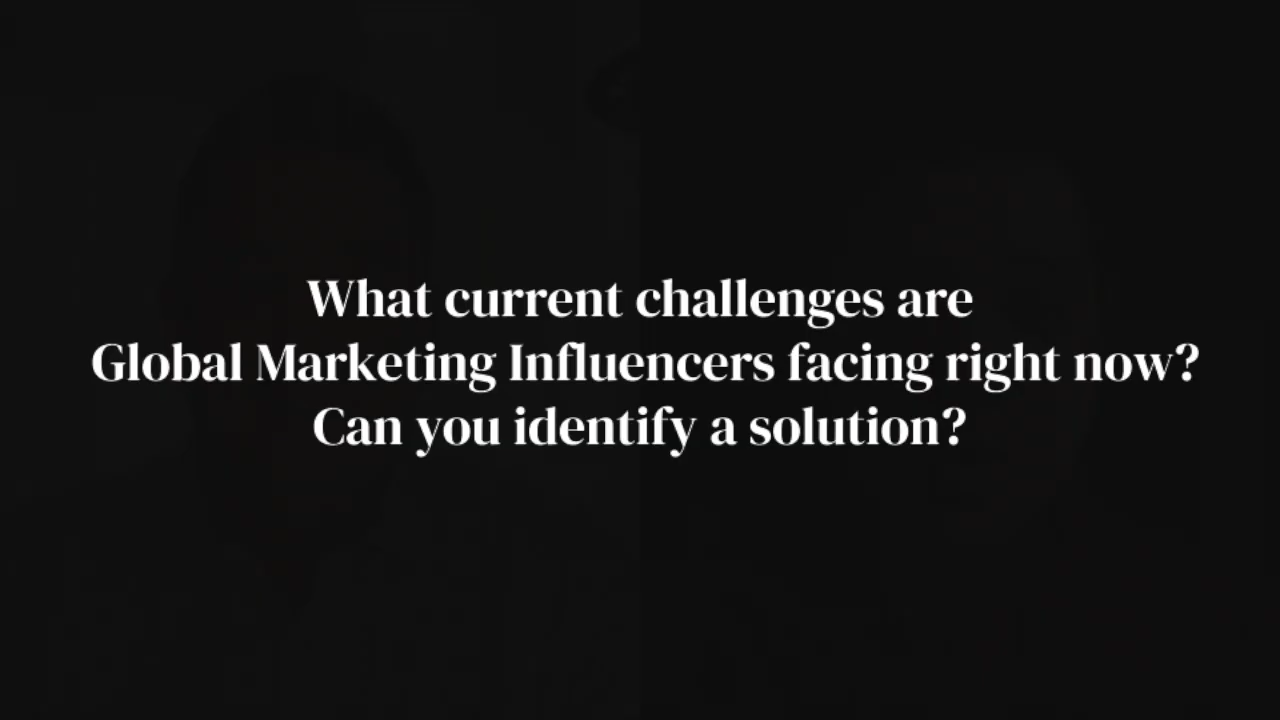 What current challenges are
Global Marketing Influencers facing right now?
Can you identify a solution?